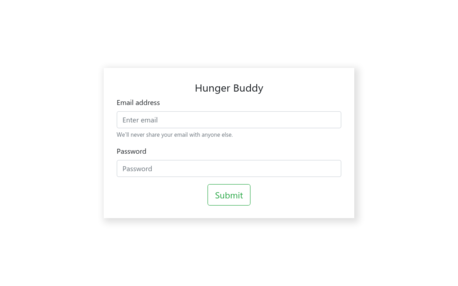 Hunger Buddy
Email address
Enter email
We'll never share your email with anyone else.
Password
Password
Submit